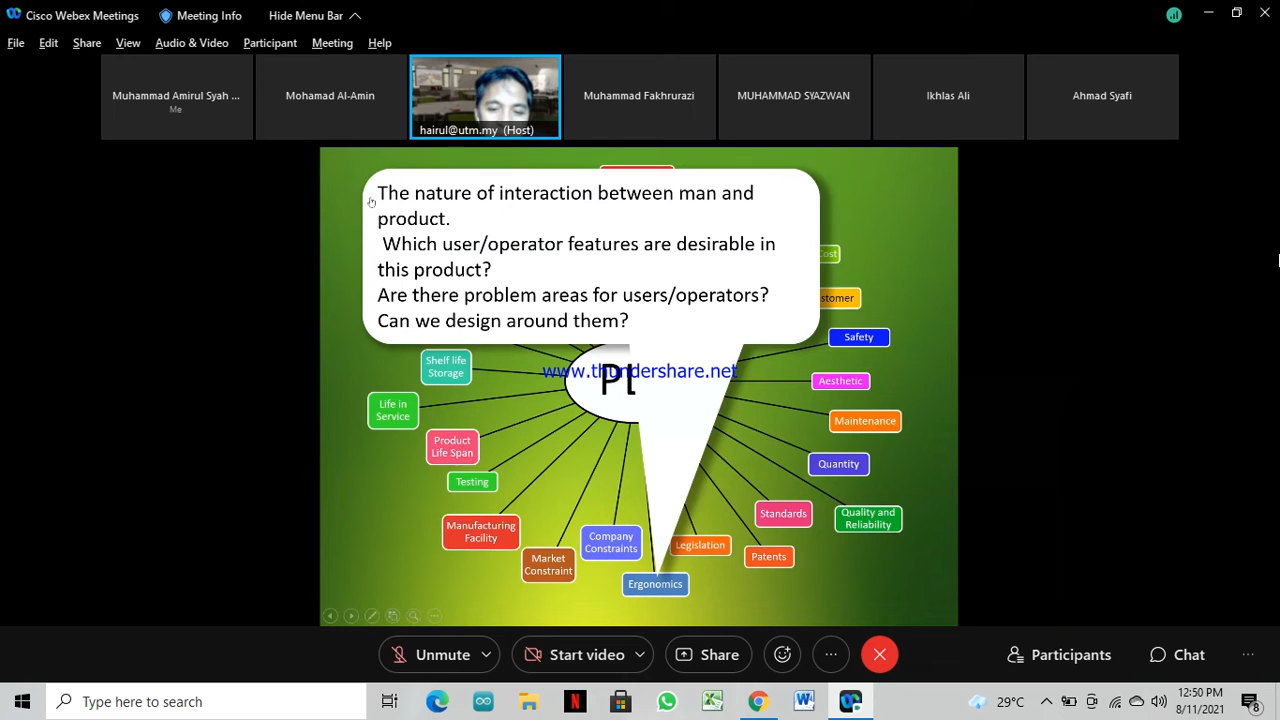 Cisco Webex Meetings
Meeting Info
Hide Menu Bar
File Edit Share View Audio & Video Participant Meeting Help
Muhammad Amirul Syah ...
Me
Mohamad Al-Amin
hairul@utm.my (Host)
Muhammad Fakhrurazi
MUHAMMAD SYAZWAN
Ikhlas Ali
Ahmad Syafi
The nature of interaction between man and
product.
Which user/operator features are desirable in
this product?
Are there problem areas for users/operators?
Can we design around them?
Cost
stomer
Safety
Shelf life
Storage
www.thundershare.net
Aesthetic
Life in
Service
Maintenance
Product
Life Span
Quantity
Testing
Standards
Quality and
Reliability
Manufacturing
Facility
Company
Constraints
Legislation
Patents
Market
Constraint
Ergonomics
Unmute
Start video
Share
Participants
Chat
Type here to search
29°C
12:50 PM
8/11/2021
8